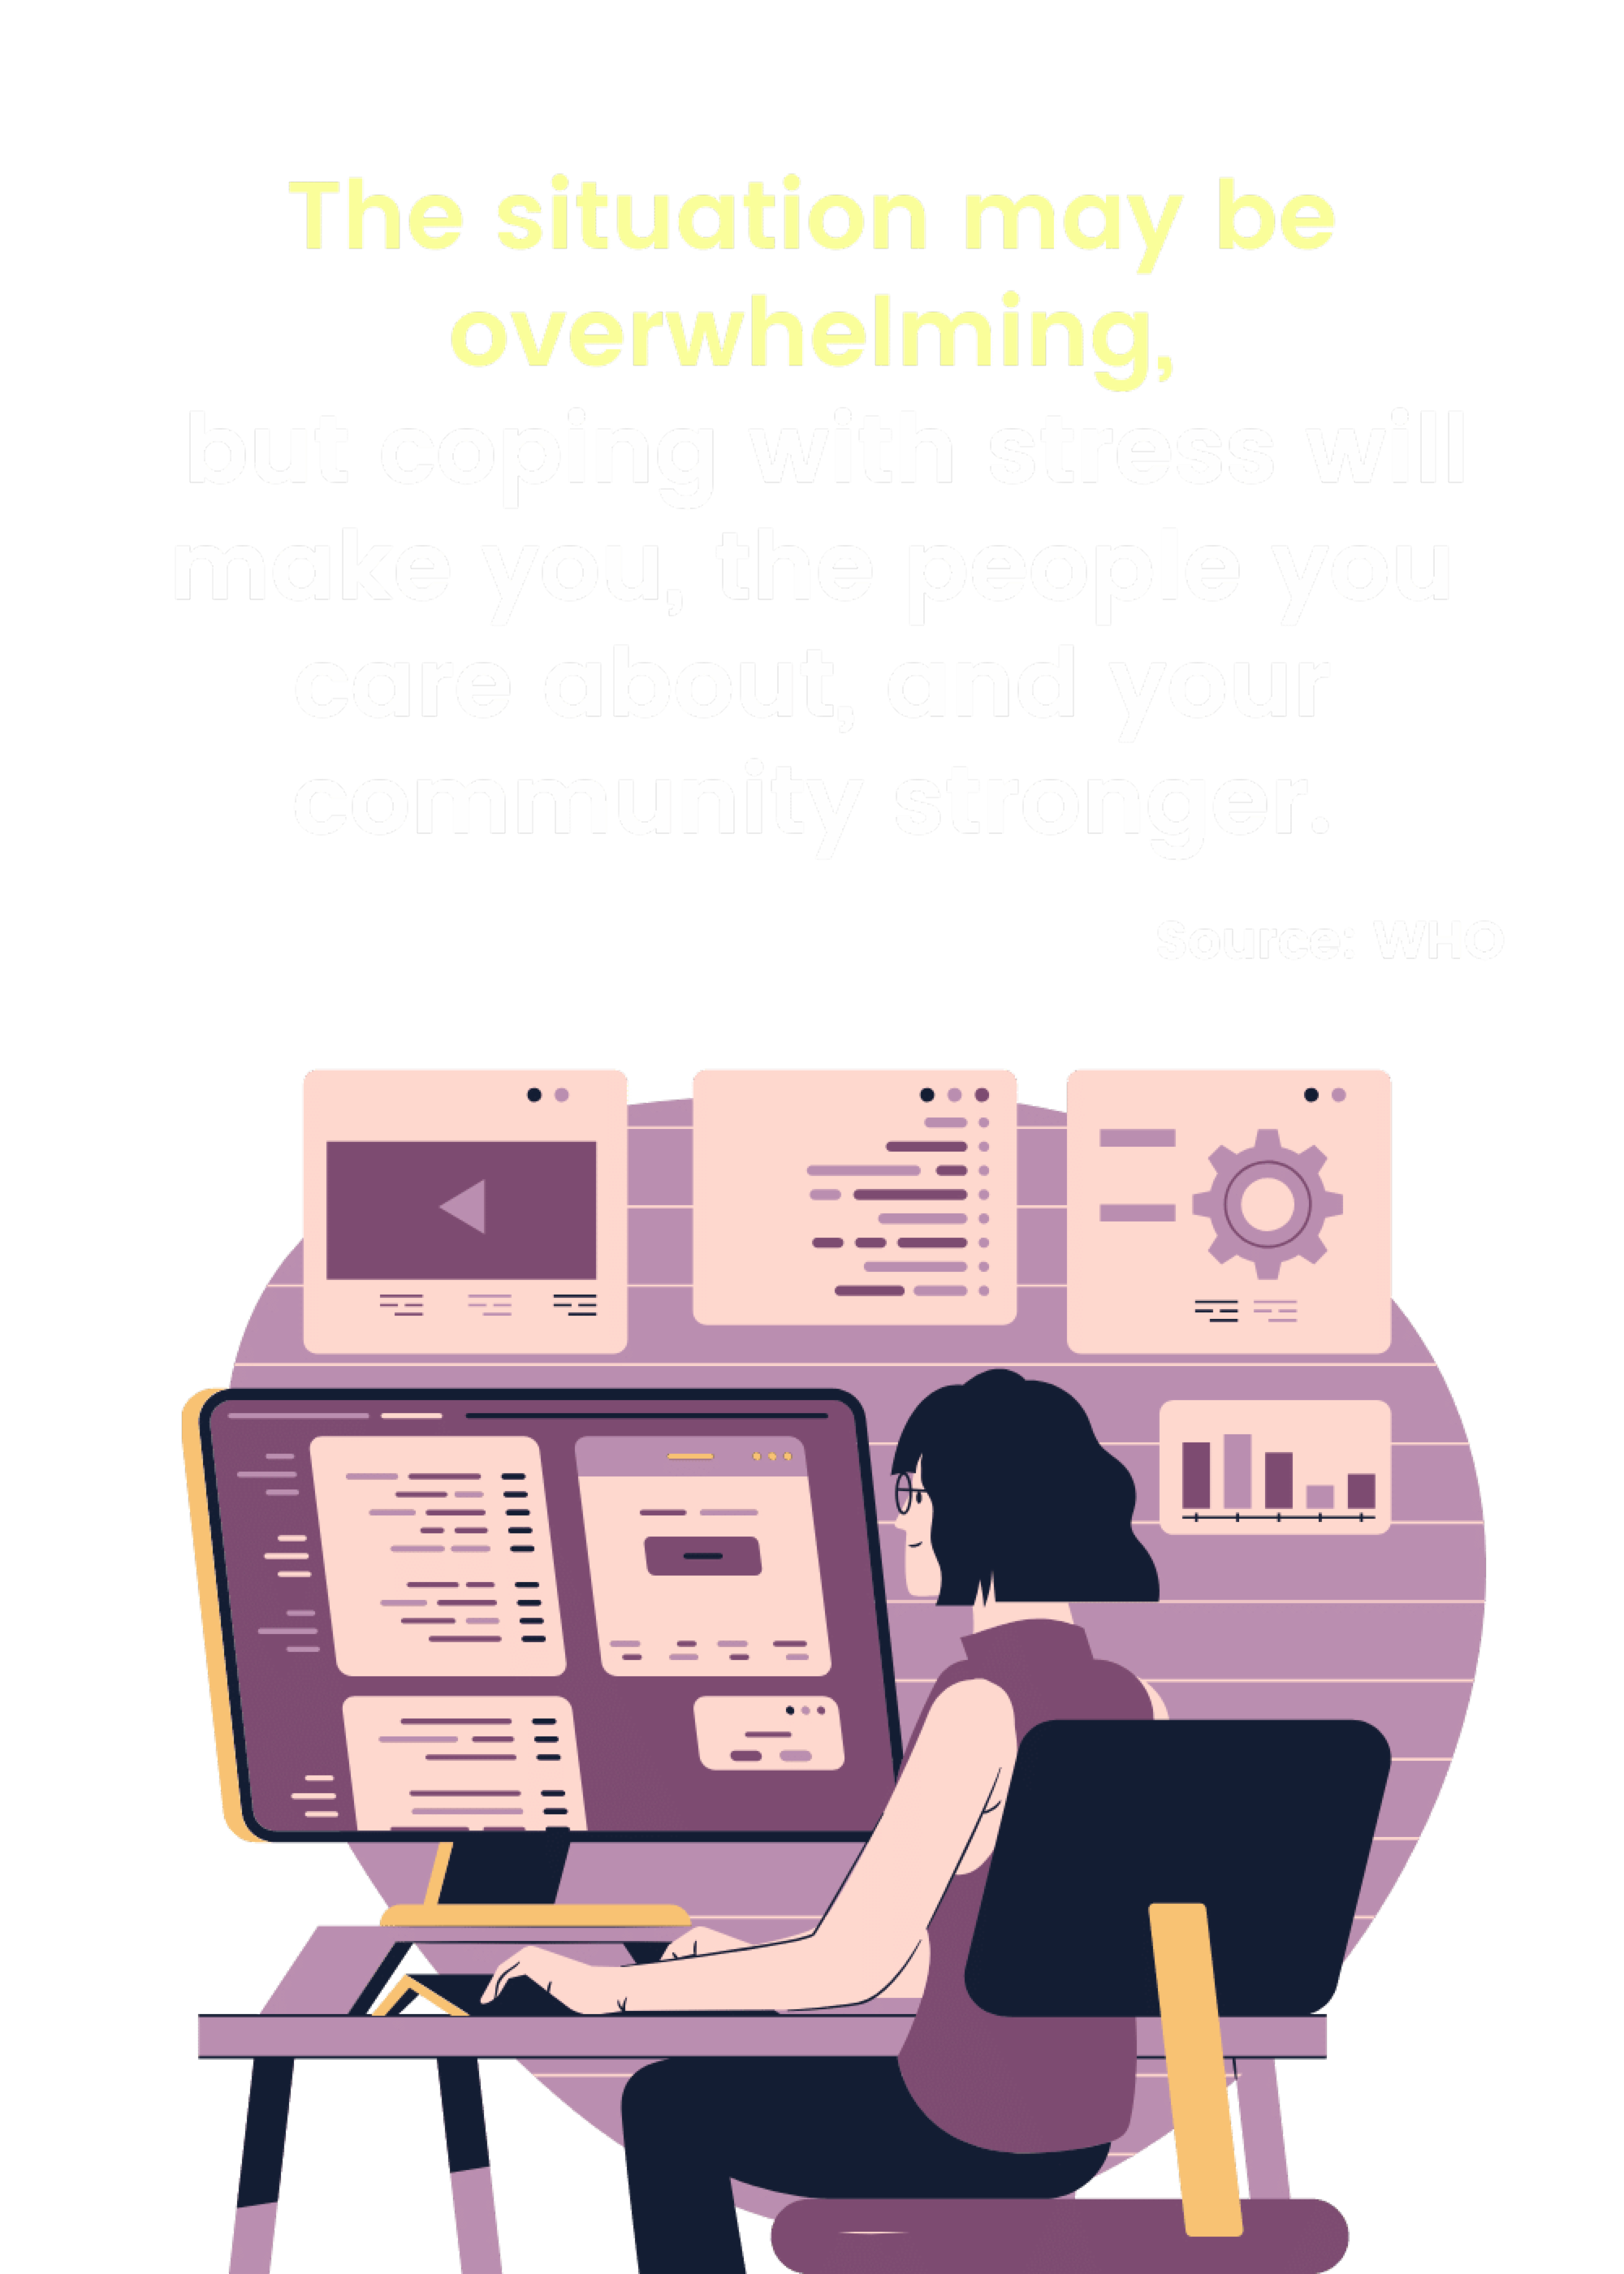 The situation may be
overwhelming,
but coping with stress will
make you, the people you
care about, and your
community stronger.
Source: WHO